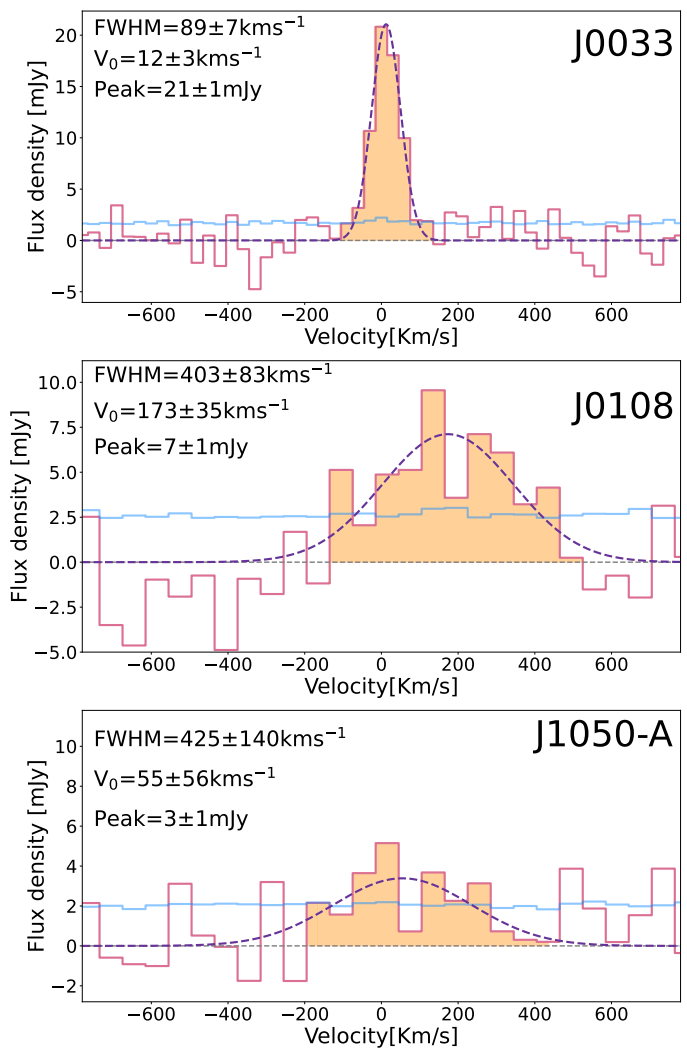 FWHM=89±7kms⁻¹
V₀=12±3kms⁻¹
Peak=21±1mJy
J0033
Flux density [mJy]
20
15
10
5
0
−5
−600 −400 −200 0 200 400 600
Velocity[Km/s]
FWHM=403±83kms⁻¹
V₀=173±35kms⁻¹
Peak=7±1mJy
J0108
Flux density [mJy]
10.0
7.5
5.0
2.5
0.0
−2.5
−5.0
−600 −400 −200 0 200 400 600
Velocity[Km/s]
FWHM=425±140kms⁻¹
V₀=55±56kms⁻¹
Peak=3±1mJy
J1050-A
Flux density [mJy]
10
8
6
4
2
0
−2
−600 −400 −200 0 200 400 600
Velocity[Km/s]